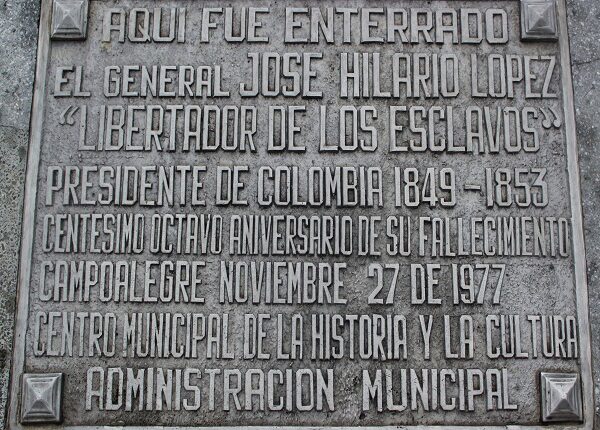 AQUI FUE ENTERRADO
EL GENERAL JOSE HILARIO LOPEZ
"LIBERTADOR DE LOS ESCLAVOS"
PRESIDENTE DE COLOMBIA 1849-1853
CENTESIMO OCTAVO ANIVERSARIO DE SU FALLECIMIENTO
CAMPOALEGRE NOVIEMBRE 27 DE 1977
CENTRO MUNICIPAL DE LA HISTORIA Y LA CULTURA
ADMINISTRACION MUNICIPAL